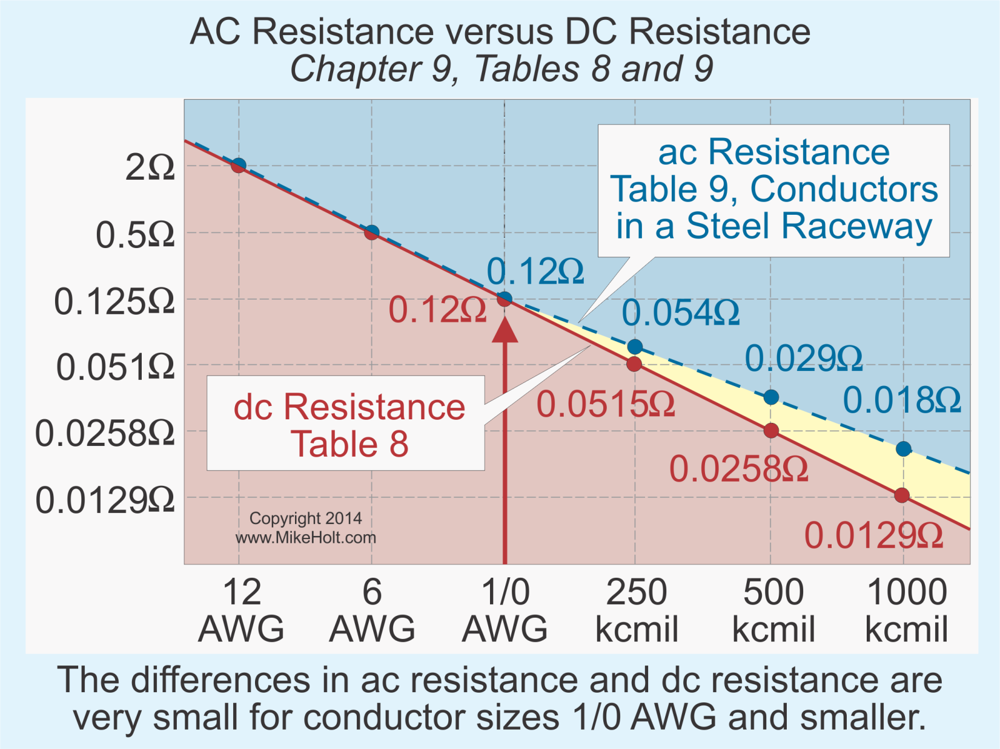 AC Resistance versus DC Resistance
Chapter 9, Tables 8 and 9
ac Resistance
Table 9, Conductors
in a Steel Raceway
2Ω
0.5Ω
0.125Ω
0.051Ω
0.0258Ω
0.0129Ω
0.12Ω
0.12Ω
0.054Ω
0.029Ω
0.018Ω
0.0515Ω
0.0258Ω
0.0129Ω
dc Resistance
Table 8
Copyright 2014
www.MikeHolt.com
12 AWG
6 AWG
1/0 AWG
250 kcmil
500 kcmil
1000 kcmil
The differences in ac resistance and dc resistance are
very small for conductor sizes 1/0 AWG and smaller.